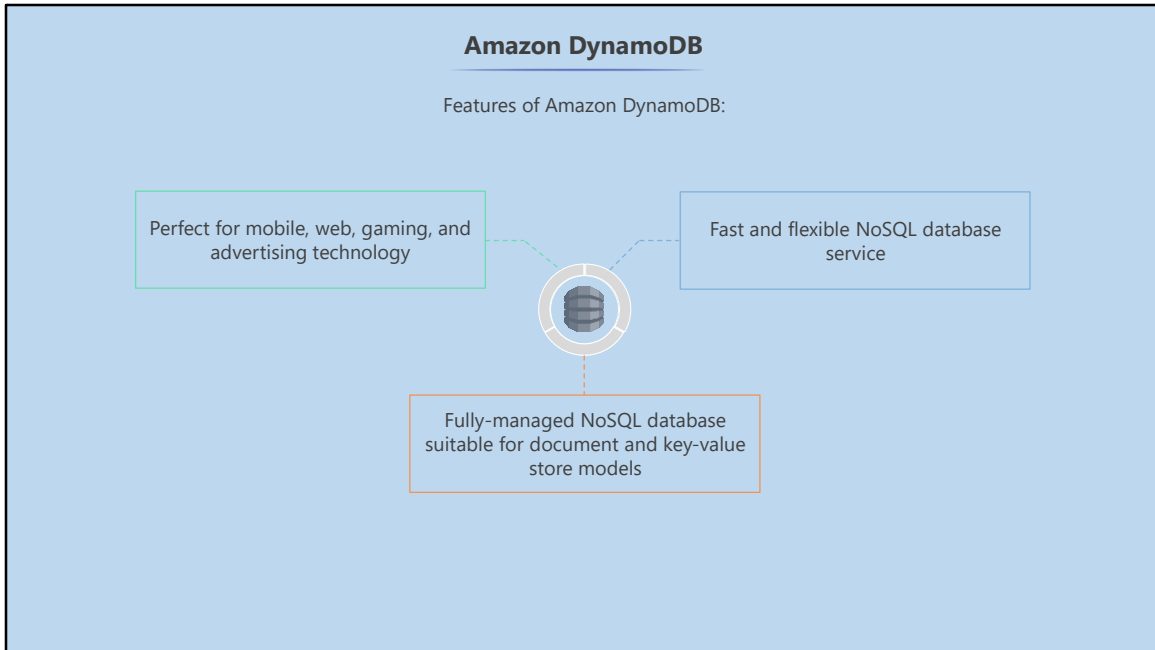 Amazon DynamoDB
Features of Amazon DynamoDB:
Perfect for mobile, web, gaming, and
advertising technology
Fast and flexible NoSQL database
service
Fully-managed NoSQL database
suitable for document and key-value
store models